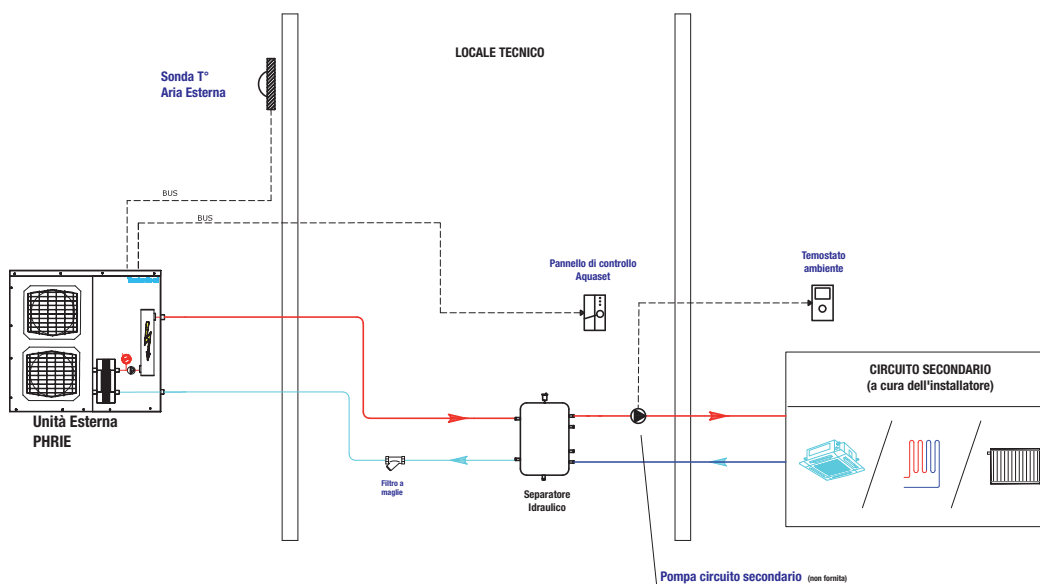 LOCALE TECNICO
Sonda T°
Aria Esterna
BUS
BUS
Pannello di controllo
Aquaset
Temostato
ambiente
CIRCUITO SECONDARIO
(a cura dell'installatore)
Unità Esterna
PHRIE
Filtro a
maglie
Separatore
Idraulico
Pompa circuito secondario (non fornita)